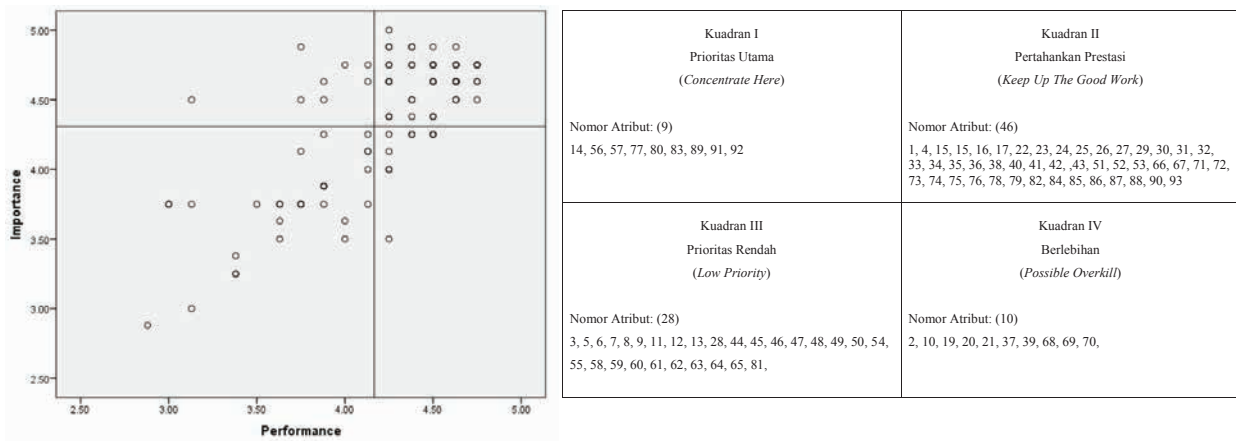 5.00
4.50
4.00
3.50
3.00
2.50
Importance
2.50 3.00 3.50 4.00 4.50 5.00
Performance
Kuadran I
Prioritas Utama
(Concentrate Here)
Nomor Atribut: (9)
14, 56, 57, 77, 80, 83, 89, 91, 92
Kuadran II
Pertahankan Prestasi
(Keep Up The Good Work)
Nomor Atribut: (46)
1, 4, 15, 15, 16, 17, 22, 23, 24, 25, 26, 27, 29, 30, 31, 32,
33, 34, 35, 36, 38, 40, 41, 42, ,43, 51, 52, 53, 66, 67, 71, 72,
73, 74, 75, 76, 78, 79, 82, 84, 85, 86, 87, 88, 90, 93
Kuadran III
Prioritas Rendah
(Low Priority)
Nomor Atribut: (28)
3, 5, 6, 7, 8, 9, 11, 12, 13, 28, 44, 45, 46, 47, 48, 49, 50, 54,
55, 58, 59, 60, 61, 62, 63, 64, 65, 81,
Kuadran IV
Berlebihan
(Possible Overkill)
Nomor Atribut: (10)
2, 10, 19, 20, 21, 37, 39, 68, 69, 70,